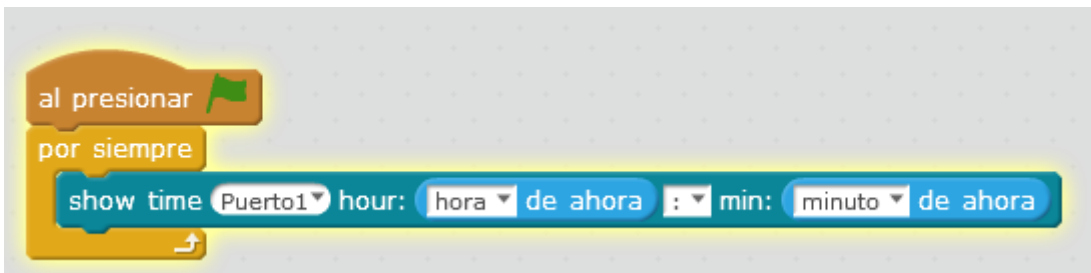 al presionar
por siempre
show time Puerto1 hour: hora de ahora : min: minuto de ahora